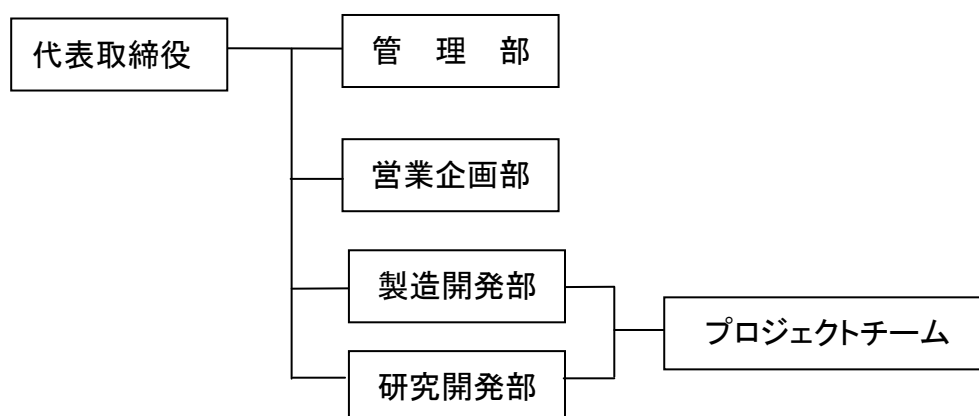 代表取締役
管　理　部
営業企画部
製造開発部
プロジェクトチーム
研究開発部